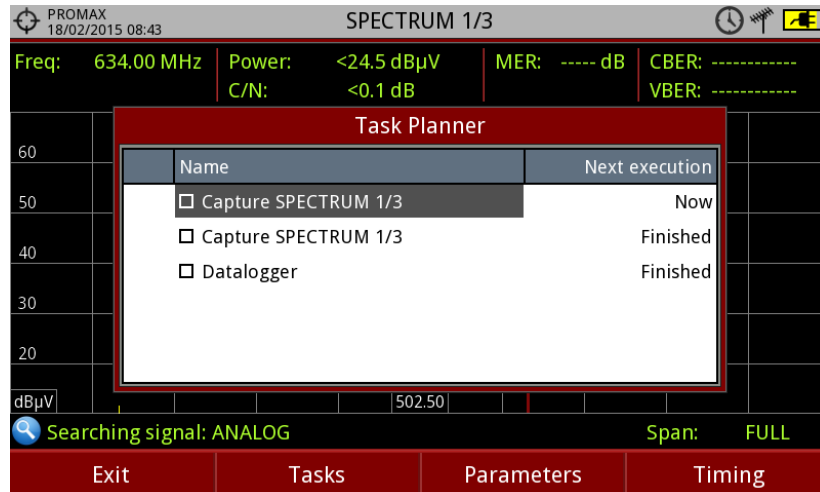 PROMAX
18/02/2015 08:43
SPECTRUM 1/3
Freq: 634.00 MHz Power: <24.5 dBµV MER: ----- dB CBER: ------------
C/N: <0.1 dB VBER: ------------
Task Planner
Name Next execution
Capture SPECTRUM 1/3 Now
Capture SPECTRUM 1/3 Finished
Datalogger Finished
60
50
40
30
20
dBµV 502.50
Searching signal: ANALOG Span: FULL
Exit Tasks Parameters Timing